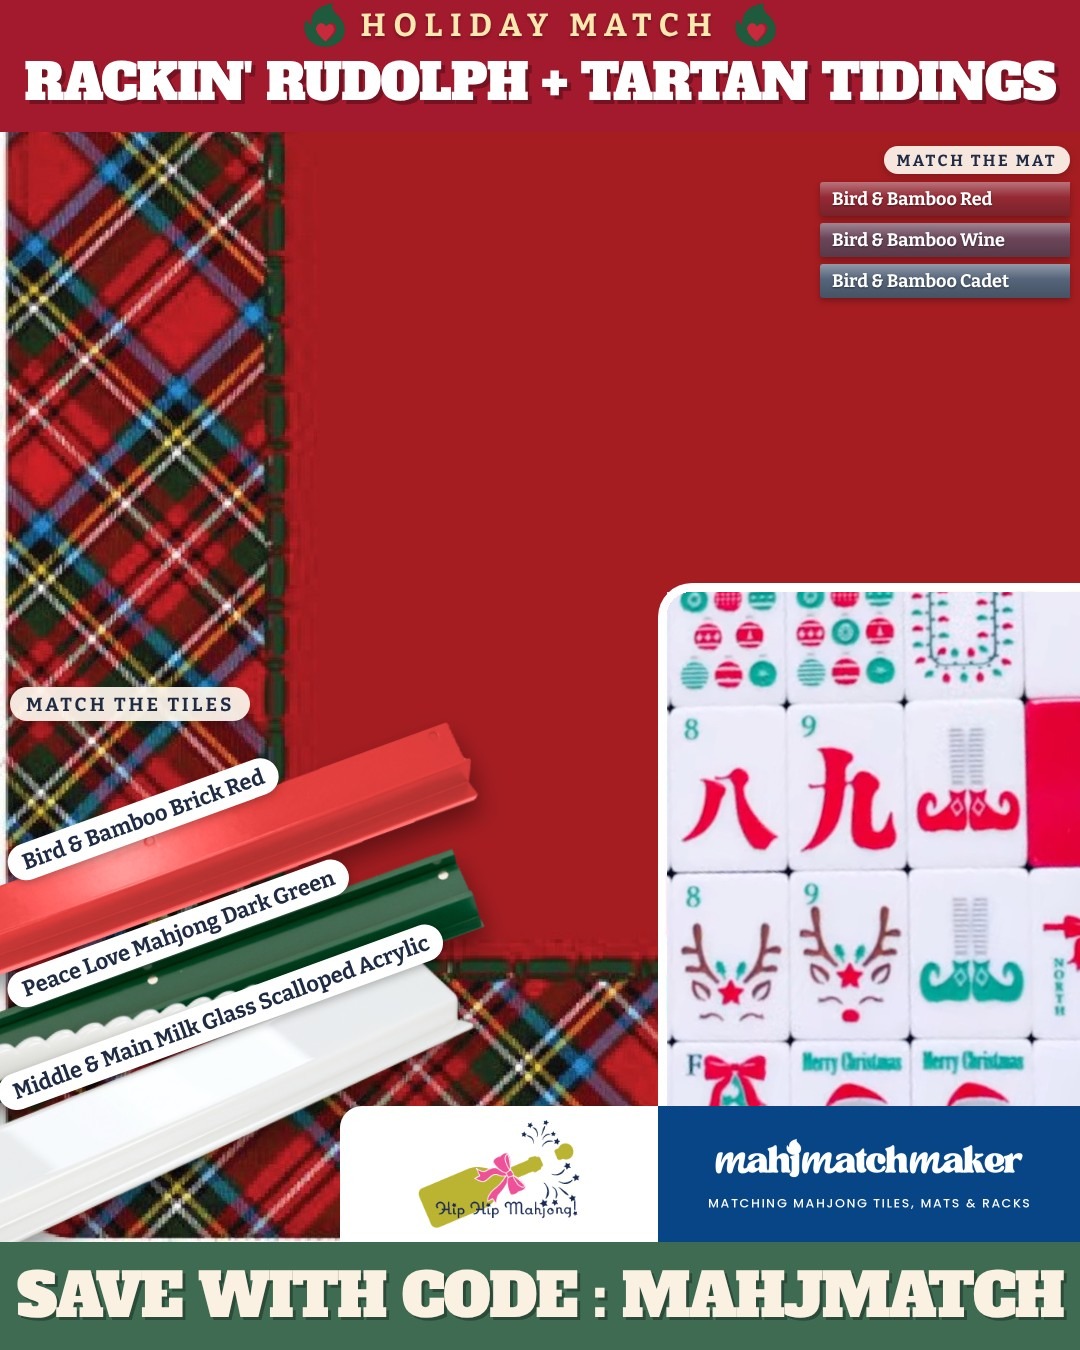 HOLIDAY MATCH
RACKIN' RUDOLPH + TARTAN TIDINGS
MATCH THE MAT
Bird & Bamboo Red
Bird & Bamboo Wine
Bird & Bamboo Cadet
MATCH THE TILES
Bird & Bamboo Brick Red
Peace Love Mahjong Dark Green
Middle & Main Milk Glass Scalloped Acrylic
8 9
八 九
8 9
NORTH
F Merry Christmas Merry Christmas
Hip Hip Mahjong!
mahjmatchmaker
MATCHING MAHJONG TILES, MATS & RACKS
SAVE WITH CODE : MAHJMATCH